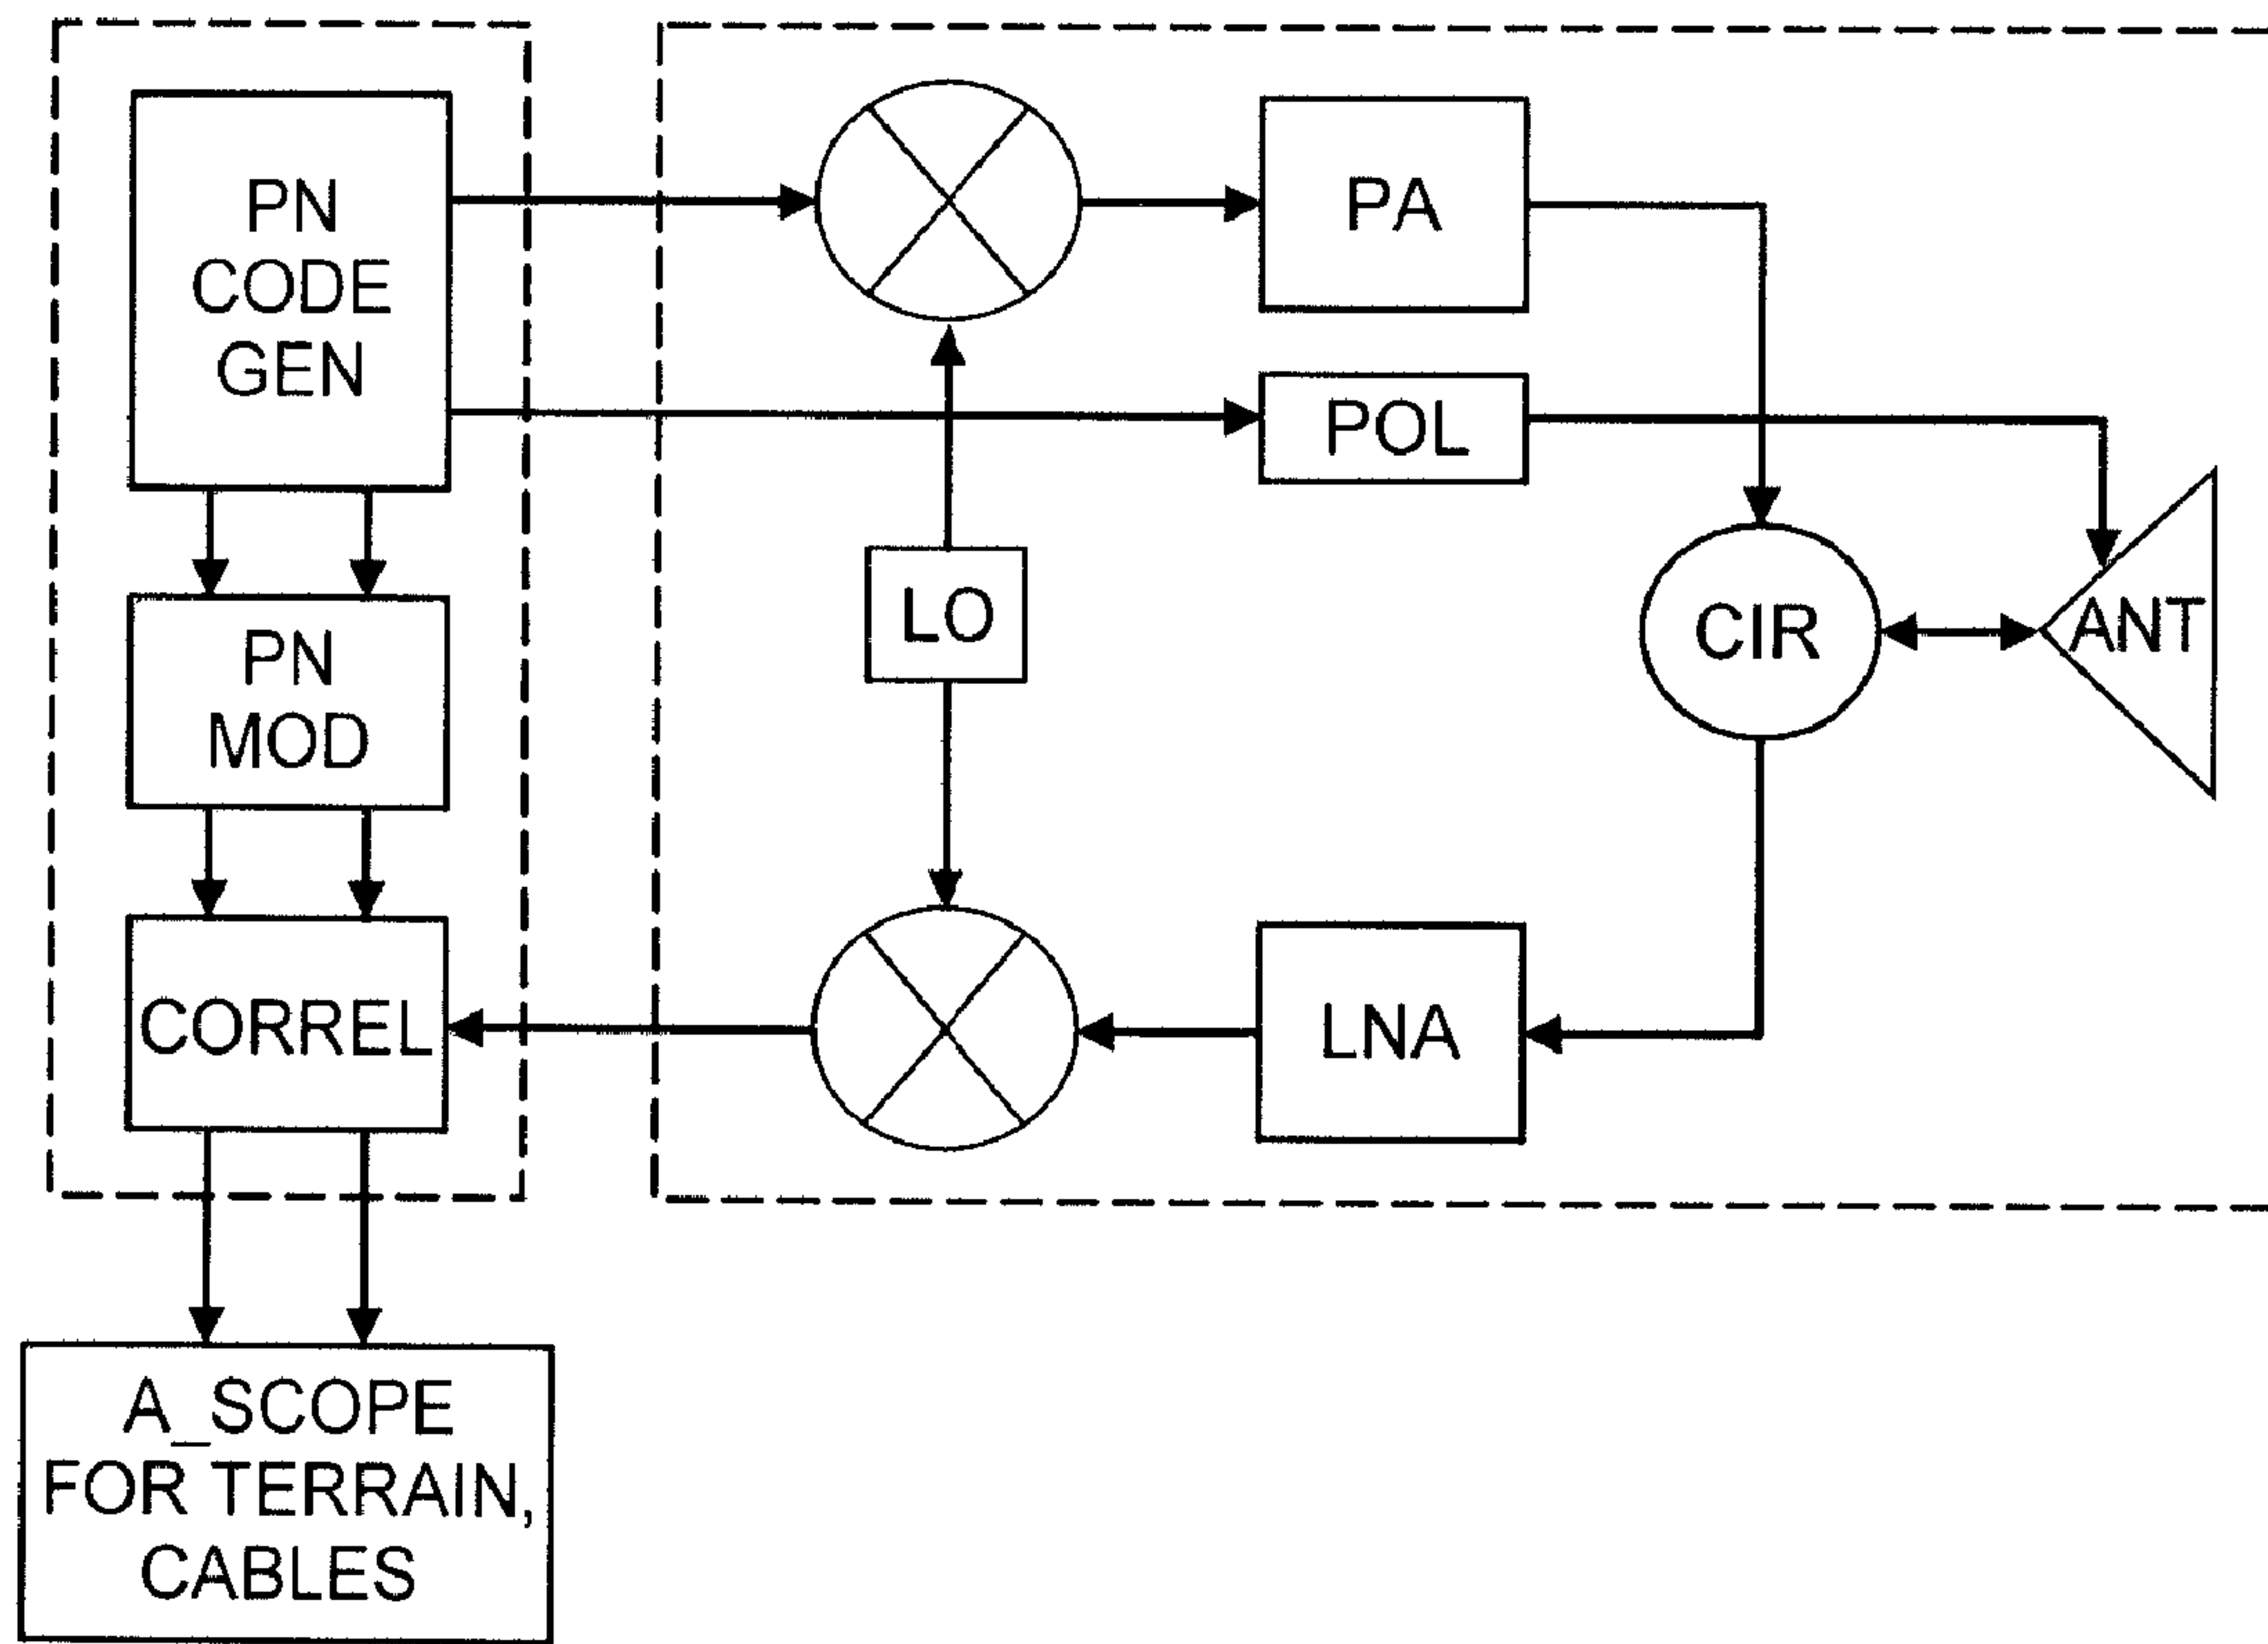 PN
CODE
GEN
PA
POL
LO
CIR
ANT
PN
MOD
CORREL
LNA
A_SCOPE
FOR TERRAIN,
CABLES